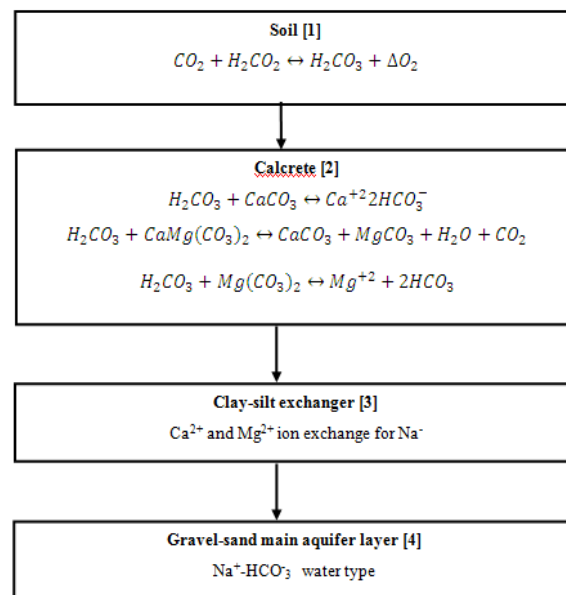 Soil [1]
CO₂ + H₂CO₂ ↔ H₂CO₃ + ΔO₂
Calcrete [2]
H₂CO₃ + CaCO₃ ↔ Ca⁺²2HCO₃⁻
H₂CO₃ + CaMg(CO₃)₂ ↔ CaCO₃ + MgCO₃ + H₂O + CO₂
H₂CO₃ + Mg(CO₃)₂ ↔ Mg⁺² + 2HCO₃
Clay-silt exchanger [3]
Ca²⁺ and Mg²⁺ ion exchange for Na⁻
Gravel-sand main aquifer layer [4]
Na⁺-HCO⁻₃ water type